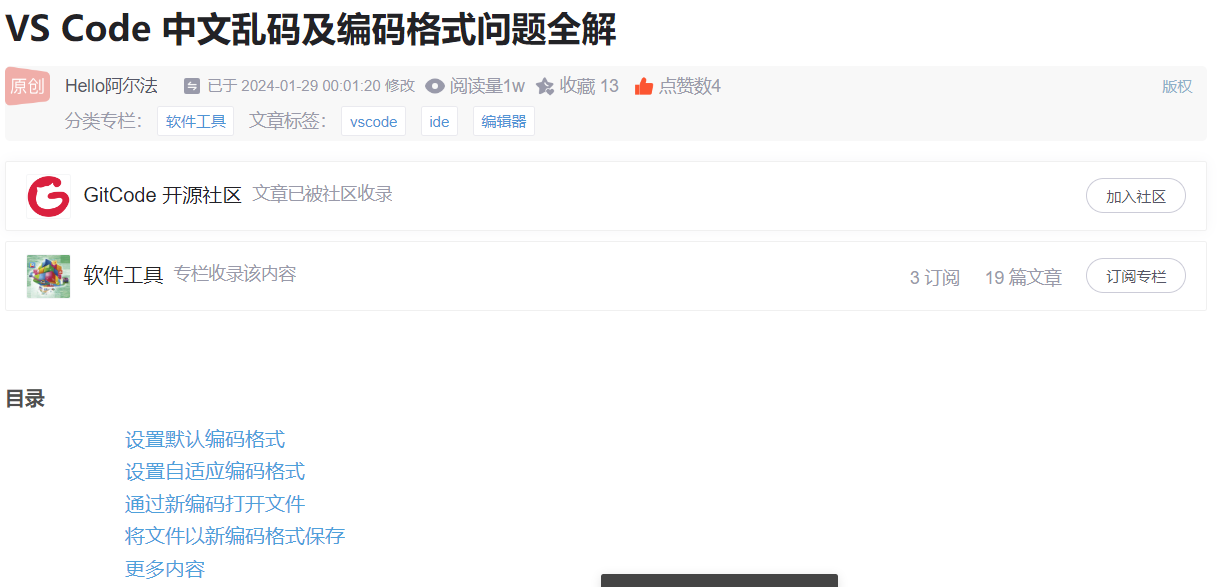 VS Code 中文乱码及编码格式问题全解
原创 Hello阿尔法 已于 2024-01-29 00:01:20 修改 阅读量1w 收藏 13 点赞数4 版权
分类专栏： 软件工具 文章标签： vscode ide 编辑器
GitCode 开源社区 文章已被社区收录 加入社区
软件工具 专栏收录该内容 3 订阅 19 篇文章 订阅专栏
目录
设置默认编码格式
设置自适应编码格式
通过新编码打开文件
将文件以新编码格式保存
更多内容